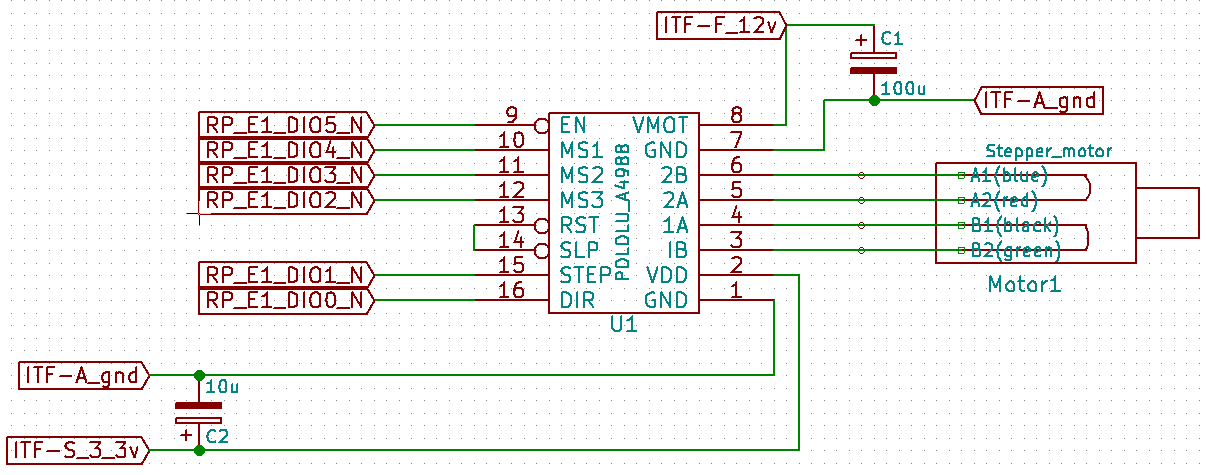 ITF-F_12v
+ C1
100u
ITF-A_gnd
RP_E1_DIO5_N 9 EN VMOT 8
RP_E1_DIO4_N 10 MS1 GND 7
RP_E1_DIO3_N 11 MS2 2B 6
RP_E1_DIO2_N 12 MS3 2A 5
13 RST 1A 4
14 SLP IB 3
RP_E1_DIO1_N 15 STEP VDD 2
RP_E1_DIO0_N 16 DIR GND 1
U1
Stepper_motor
A1(blue)
A2(red)
B1(black)
B2(green)
Motor1
ITF-A_gnd
10u
+ C2
ITF-S_3_3v